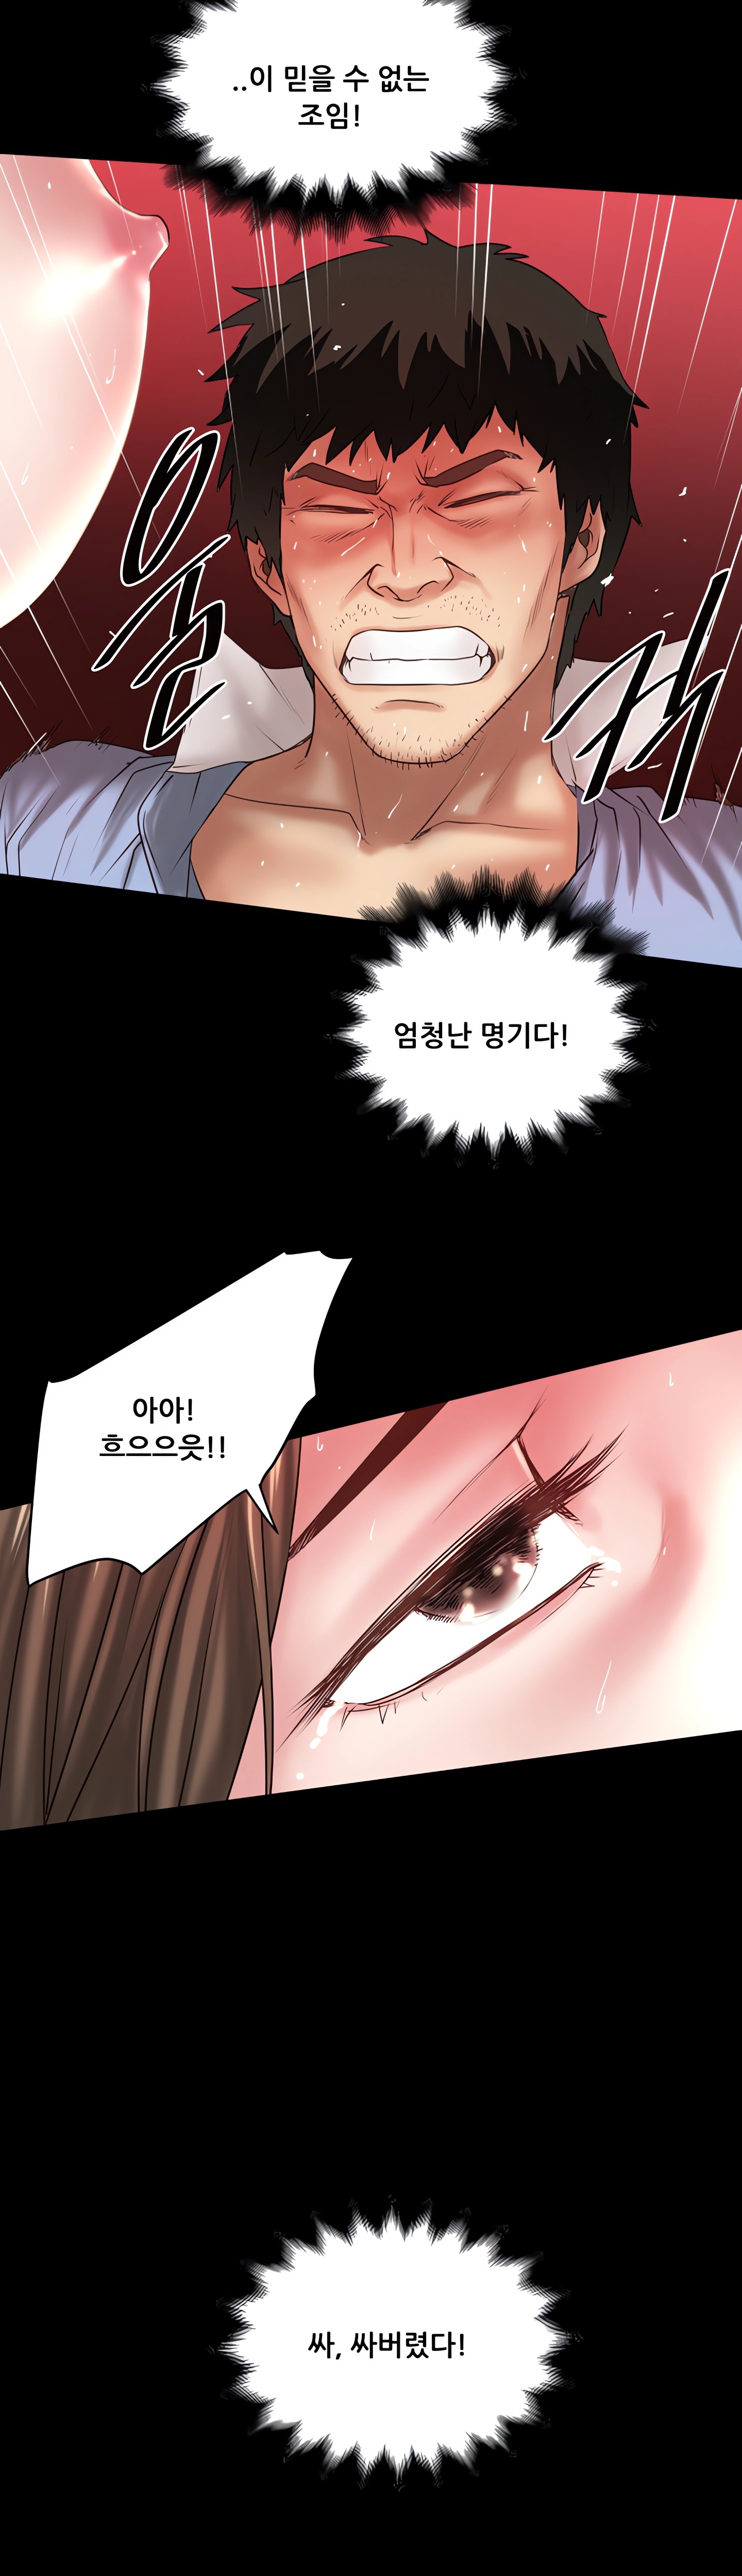 ..이 믿을 수 없는
조임!
울
컥
엄청난 명기다!
아아!
흐으으읏!!
싸, 싸버렸다!